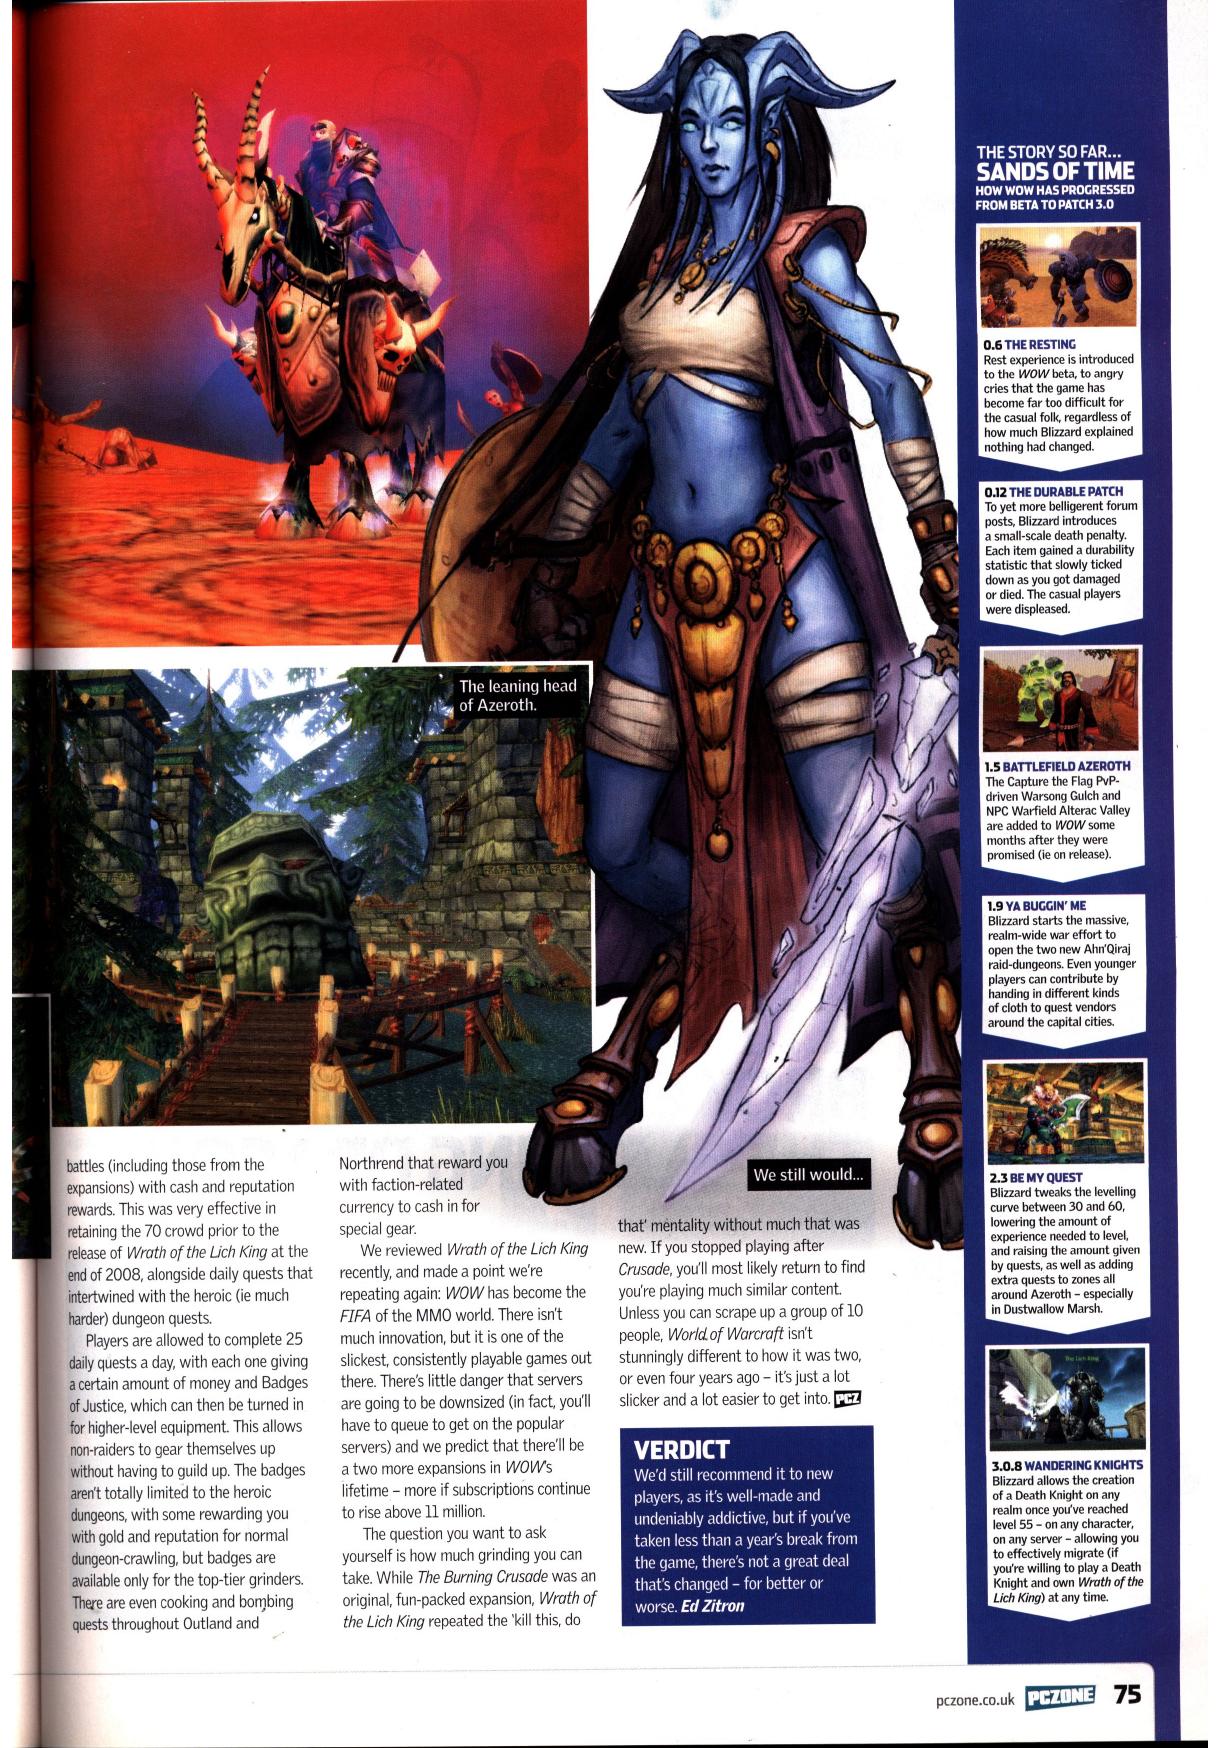 The leaning head
of Azeroth.
battles (including those from the
expansions) with cash and reputation
rewards. This was very effective in
retaining the 70 crowd prior to the
release of Wrath of the Lich King at the
end of 2008, alongside daily quests that
intertwined with the heroic (ie much
harder) dungeon quests.
Players are allowed to complete 25
daily quests a day, with each one giving
a certain amount of money and Badges
of Justice, which can then be turned in
for higher-level equipment. This allows
non-raiders to gear themselves up
without having to guild up. The badges
aren't totally limited to the heroic
dungeons, with some rewarding you
with gold and reputation for normal
dungeon-crawling, but badges are
available only for the top-tier grinders.
There are even cooking and bombing
quests throughout Outland and
Northrend that reward you
with faction-related
currency to cash in for
special gear.
We reviewed Wrath of the Lich King
recently, and made a point we're
repeating again: WOW has become the
FIFA of the MMO world. There isn't
much innovation, but it is one of the
slickest, consistently playable games out
there. There's little danger that servers
are going to be downsized (in fact, you'll
have to queue to get on the popular
servers) and we predict that there'll be
a two more expansions in WOW's
lifetime – more if subscriptions continue
to rise above 11 million.
The question you want to ask
yourself is how much grinding you can
take. While The Burning Crusade was an
original, fun-packed expansion, Wrath of
the Lich King repeated the 'kill this, do
We still would...
that' mentality without much that was
new. If you stopped playing after
Crusade, you'll most likely return to find
you're playing much similar content.
Unless you can scrape up a group of 10
people, World of Warcraft isn't
stunningly different to how it was two,
or even four years ago – it's just a lot
slicker and a lot easier to get into. PCZ
VERDICT
We'd still recommend it to new
players, as it's well-made and
undeniably addictive, but if you've
taken less than a year's break from
the game, there's not a great deal
that's changed – for better or
worse. Ed Zitron
THE STORY SO FAR...
SANDS OF TIME
HOW WOW HAS PROGRESSED
FROM BETA TO PATCH 3.0
0.6 THE RESTING
Rest experience is introduced
to the WOW beta, to angry
cries that the game has
become far too difficult for
the casual folk, regardless of
how much Blizzard explained
nothing had changed.
0.12 THE DURABLE PATCH
To yet more belligerent forum
posts, Blizzard introduces
a small-scale death penalty.
Each item gained a durability
statistic that slowly ticked
down as you got damaged
or died. The casual players
were displeased.
1.5 BATTLEFIELD AZEROTH
The Capture the Flag PvP-
driven Warsong Gulch and
NPC Warfield Alterac Valley
are added to WOW some
months after they were
promised (ie on release).
1.9 YA BUGGIN' ME
Blizzard starts the massive,
realm-wide war effort to
open the two new Ahn'Qiraj
raid-dungeons. Even younger
players can contribute by
handing in different kinds
of cloth to quest vendors
around the capital cities.
2.3 BE MY QUEST
Blizzard tweaks the levelling
curve between 30 and 60,
lowering the amount of
experience needed to level,
and raising the amount given
by quests, as well as adding
extra quests to zones all
around Azeroth – especially
in Dustwallow Marsh.
The Lich King
3.0.8 WANDERING KNIGHTS
Blizzard allows the creation
of a Death Knight on any
realm once you've reached
level 55 – on any character,
on any server – allowing you
to effectively migrate (if
you're willing to play a Death
Knight and own Wrath of the
Lich King) at any time.
pczone.co.uk PCZONE 75